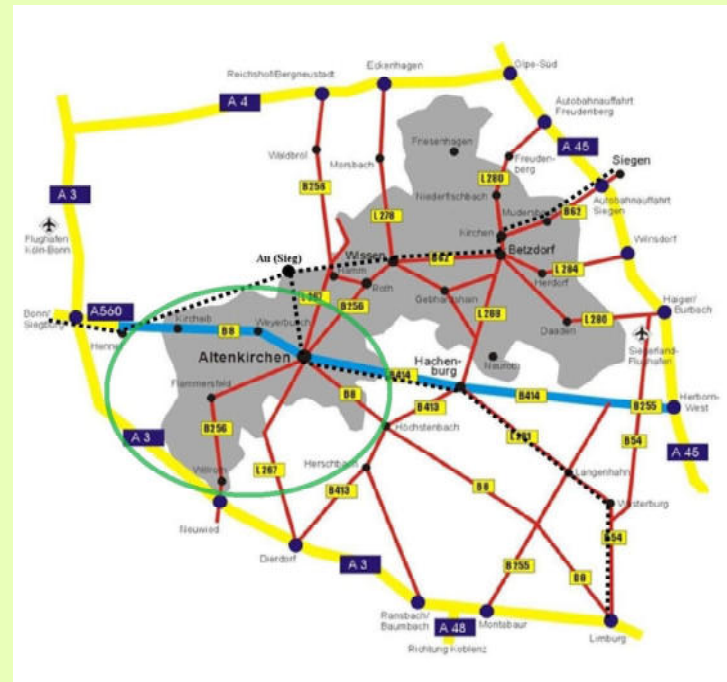 Eckenhagen
Olpe-Süd
Reichshof/Bergneustadt
A 4
Autobahnauffahrt
Freudenberg
A 45
Waldbröl
Morsbach
Friesenhagen
Freuden-
berg
Siegen
L280
B256
L278
Niederfischbach
Mudersbach
B62
Autobahnauffahrt
Siegen
A 3
Kirchen
Flughafen
Köln-Bonn
Au (Sieg)
Wissen
B62
Betzdorf
Wilnsdorf
Hamm
Roth
Gebhardshain
Herdorf
L284
L267
B256
L288
Haiger/
Burbach
Bonn/
Siegburg
A560
Kircheib
B8
Weyerbusch
Daaden
L280
Siegerland-
Flughafen
Altenkirchen
B414
Hachen-
burg
Flammersfeld
B8
B413
B414
B255
Herborn-
West
A 3
B256
Höchstenbach
B54
A 45
L267
Herschbach
B413
B8
Langenhahn
Westerburg
Neuwied
B54
Dierdorf
A 3
B255
B8
Ransbach/
Baumbach
A 48
Montabaur
Limburg
Richtung Koblenz